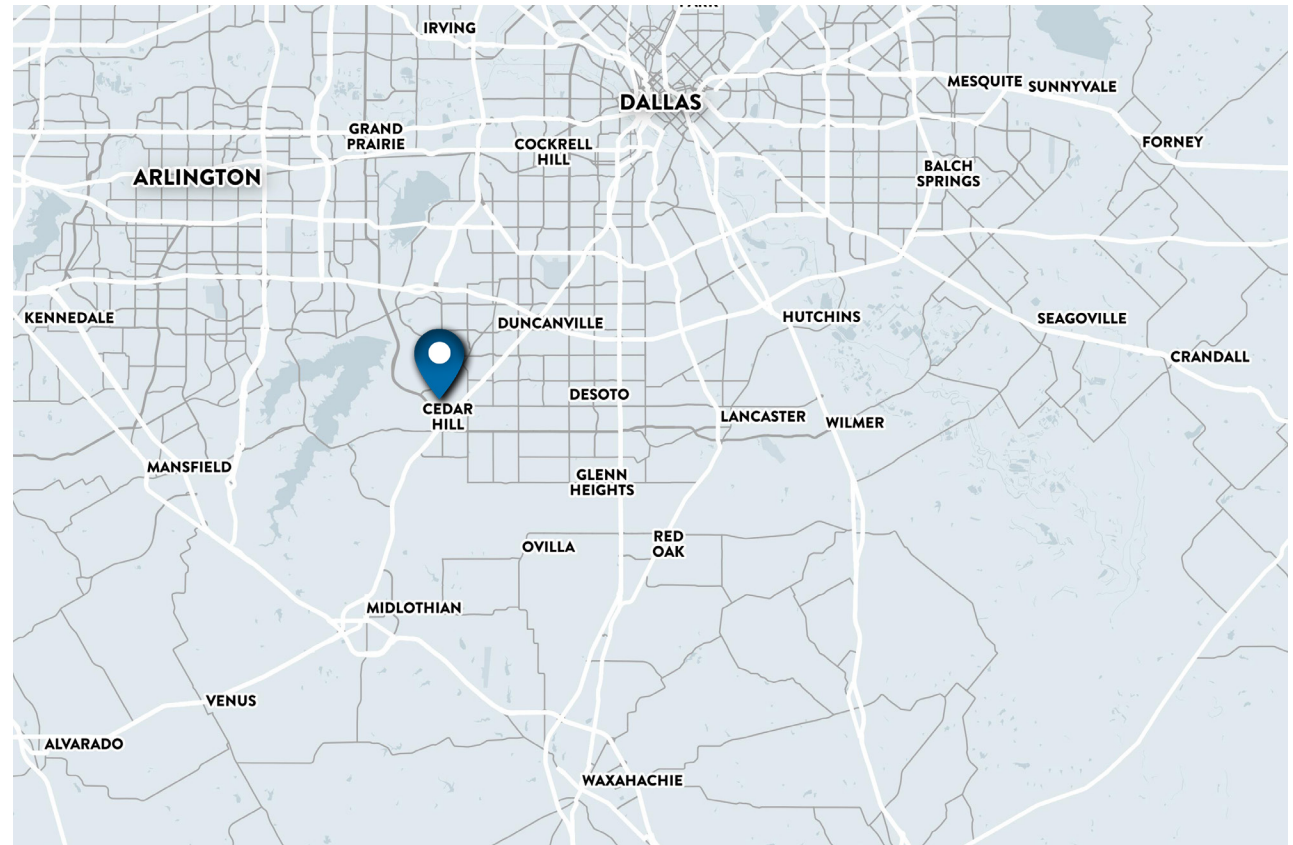 PARK
IRVING
MESQUITE
SUNNYVALE
DALLAS
GRAND
PRAIRIE
COCKRELL
HILL
FORNEY
ARLINGTON
BALCH
SPRINGS
KENNEDALE
DUNCANVILLE
HUTCHINS
SEAGOVILLE
CRANDALL
DESOTO
CEDAR
HILL
LANCASTER
WILMER
MANSFIELD
GLENN
HEIGHTS
OVILLA
RED
OAK
MIDLOTHIAN
VENUS
ALVARADO
WAXAHACHIE